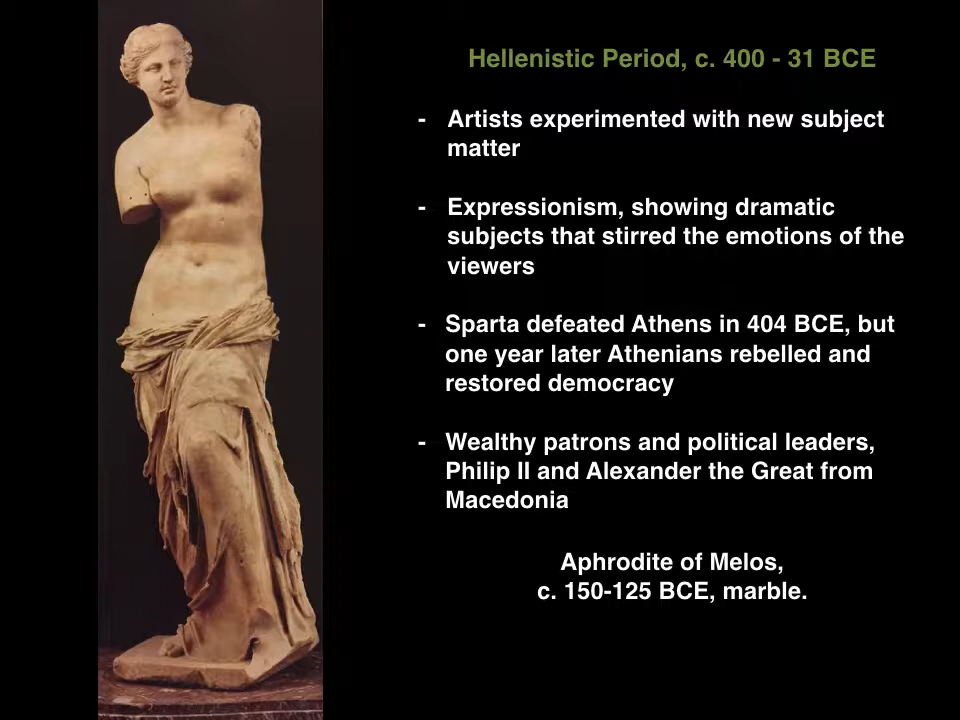 Hellenistic Period, c. 400 - 31 BCE
- Artists experimented with new subject
matter
- Expressionism, showing dramatic
subjects that stirred the emotions of the
viewers
- Sparta defeated Athens in 404 BCE, but
one year later Athenians rebelled and
restored democracy
- Wealthy patrons and political leaders,
Philip II and Alexander the Great from
Macedonia
Aphrodite of Melos,
c. 150-125 BCE, marble.